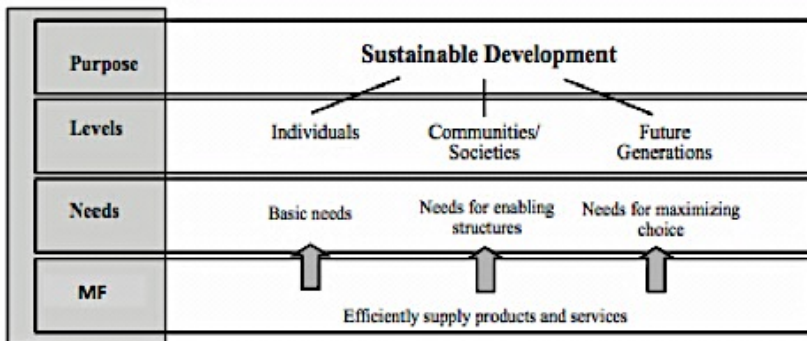 Purpose
Sustainable Development
Levels
Individuals
Communities/
Societies
Future
Generations
Needs
Basic needs
Needs for enabling
structures
Needs for maximizing
choice
MF
Efficiently supply products and services